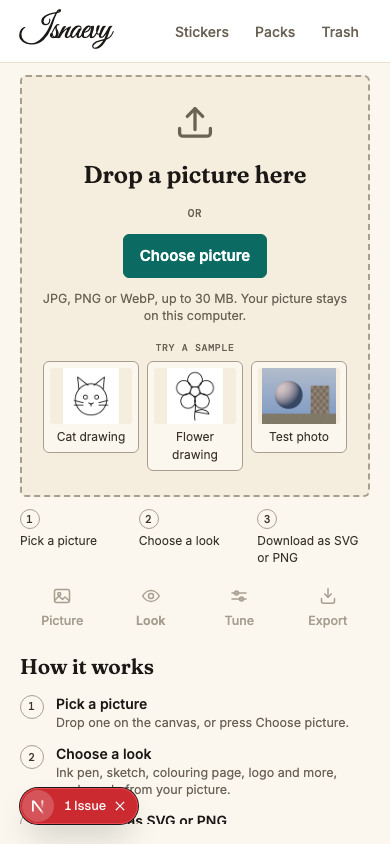 Jsnaevy
Stickers Packs Trash
Drop a picture here
OR
Choose picture
JPG, PNG or WebP, up to 30 MB. Your picture stays
on this computer.
TRY A SAMPLE
Cat drawing
Flower
drawing
Test photo
1 2 3
Pick a picture Choose a look Download as SVG
or PNG
Picture Look Tune Export
How it works
1 Pick a picture
Drop one on the canvas, or press Choose picture.
2 Choose a look
Ink pen, sketch, colouring page, logo and more,
from your picture.
as SVG or PNG
N 1 Issue